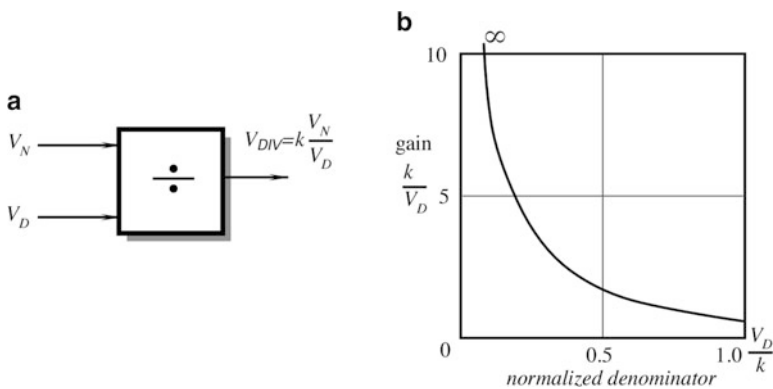 a
V_N
V_D
÷
V_DIV = k V_N / V_D
b
∞
10
gain
k / V_D
5
0
0.5
1.0
V_D / k
normalized denominator